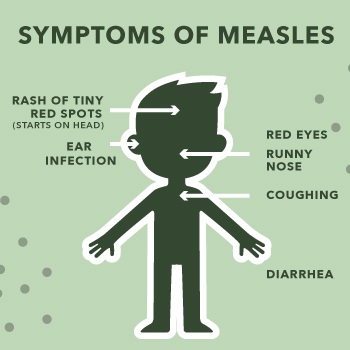 SYMPTOMS OF MEASLES
RASH OF TINY
RED SPOTS
(STARTS ON HEAD)
EAR
INFECTION
RED EYES
RUNNY
NOSE
COUGHING
DIARRHEA